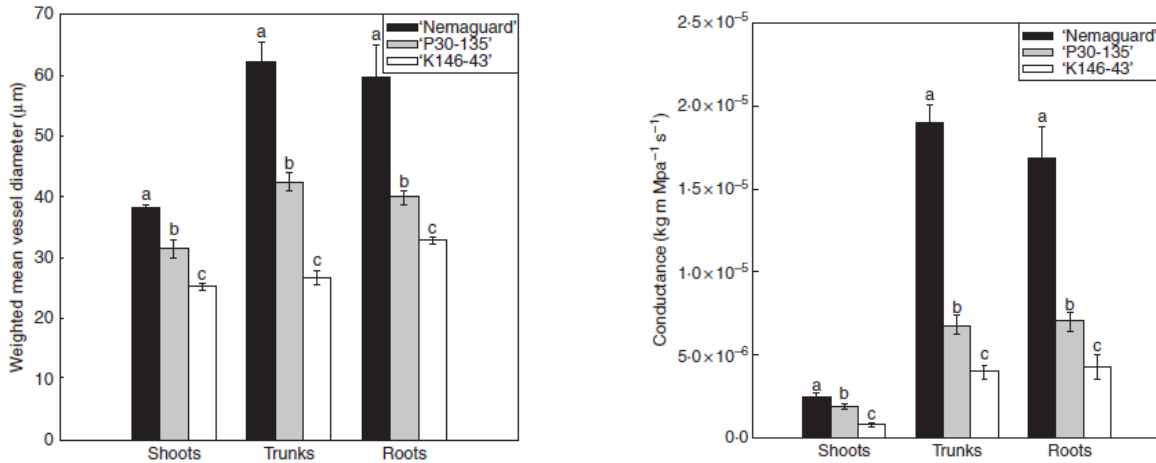 70
60
50
40
30
20
10
0
Weighted mean vessel diameter (μm)
'Nemaguard'
'P30-135'
'K146-43'
a
b
c
a
b
c
a
b
c
Shoots Trunks Roots
2·5×10⁻⁵
2·0×10⁻⁵
1·5×10⁻⁵
1·0×10⁻⁵
5·0×10⁻⁶
0·0
Conductance (kg m Mpa⁻¹ s⁻¹)
'Nemaguard'
'P30-135'
'K146-43'
a
b
c
a
b
c
a
b
c
Shoots Trunks Roots